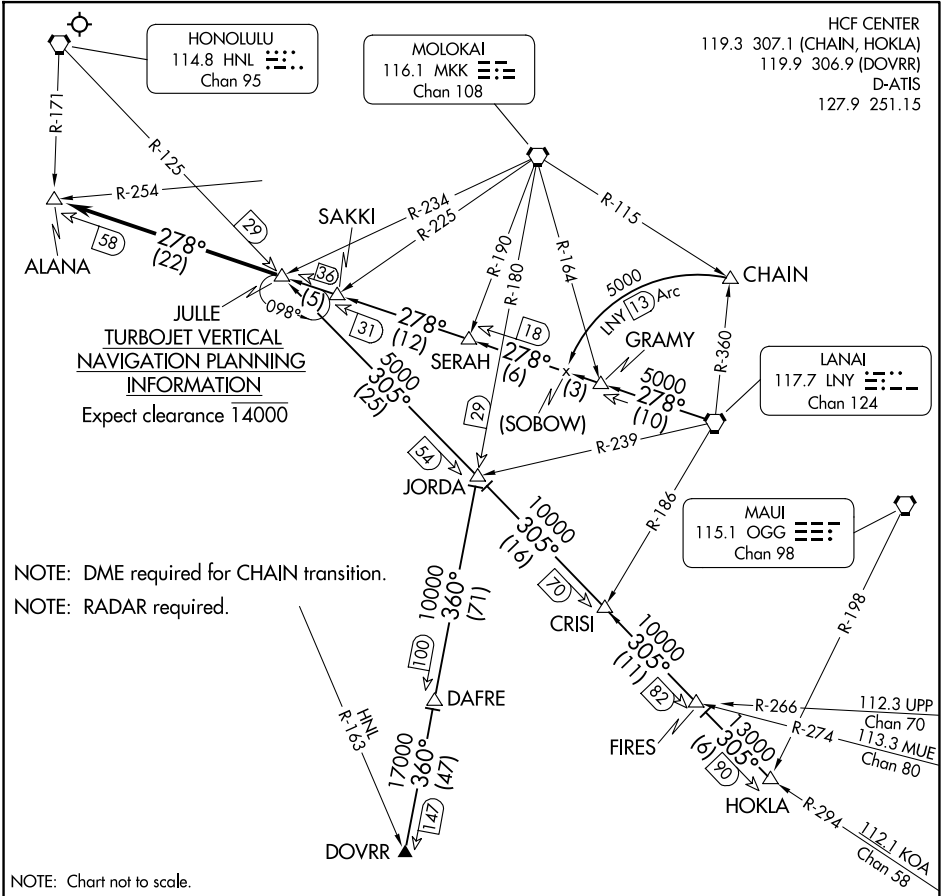 HCF CENTER
119.3 307.1 (CHAIN, HOKLA)
119.9 306.9 (DOVRR)
D-ATIS
127.9 251.15
HONOLULU
114.8 HNL
Chan 95
MOLOKAI
116.1 MKK
Chan 108
R-171
R-125
R-254
R-234
R-225
R-190
R-180
R-164
R-115
SAKKI
29
58
278°
(22)
ALANA
36
(5)
JULLE
098°
31
278°
(12)
SERAH
18
278°
(6)
5000
LNY 13 Arc
CHAIN
GRAMY
(3)
(SOBOW)
5000
278°
(10)
R-360
LANAI
117.7 LNY
Chan 124
TURBOJET VERTICAL
NAVIGATION PLANNING
INFORMATION
Expect clearance 14000
5000
305°
(25)
29
R-239
54
JORDA
R-186
MAUI
115.1 OGG
Chan 98
10000
305°
(16)
70
CRISI
R-198
NOTE: DME required for CHAIN transition.
NOTE: RADAR required.
10000
360°
(71)
100
DAFRE
10000
305°
(11)
82
FIRES
R-266
112.3 UPP
Chan 70
R-274
113.3 MUE
Chan 80
13000
305°
(6)
90
HOKLA
R-294
112.1 KOA
Chan 58
HNL
R-163
17000
360°
(47)
147
DOVRR
NOTE: Chart not to scale.